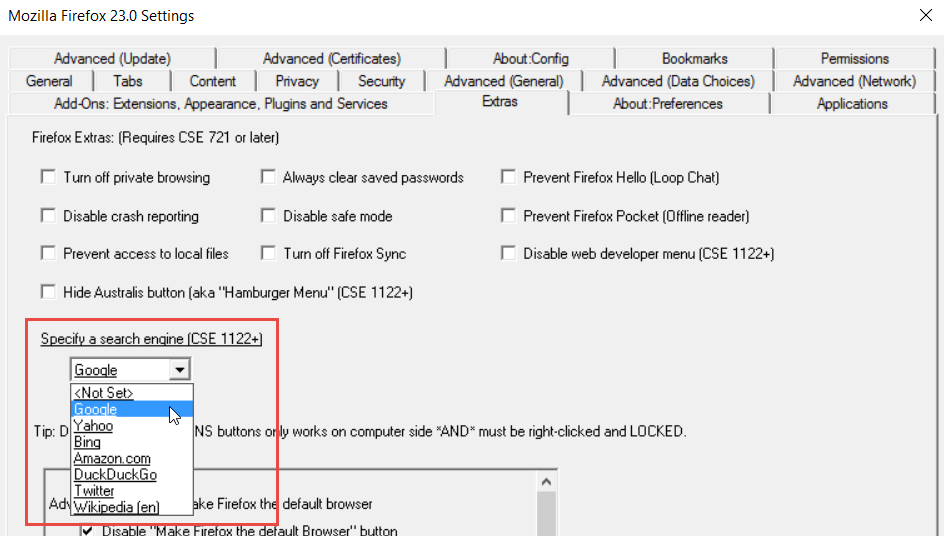 Mozilla Firefox 23.0 Settings
Advanced (Update) Advanced (Certificates) About:Config Bookmarks Permissions
General Tabs Content Privacy Security Advanced (General) Advanced (Data Choices) Advanced (Network)
Add-Ons: Extensions, Appearance, Plugins and Services Extras About:Preferences Applications
Firefox Extras: (Requires CSE 721 or later)
Turn off private browsing Always clear saved passwords Prevent Firefox Hello (Loop Chat)
Disable crash reporting Disable safe mode Prevent Firefox Pocket (Offline reader)
Prevent access to local files Turn off Firefox Sync Disable web developer menu (CSE 1122+)
Hide Australis button (aka "Hamburger Menu" (CSE 1122+)
Specify a search engine (CSE 1122+)
Google
<Not Set>
Google
Yahoo
Tip: D NS buttons only works on computer side *AND* must be right-clicked and LOCKED.
Bing
Amazon.com
DuckDuckGo
Twitter
Adv ake Firefox the default browser
Wikipedia (en)
Disable "Make Firefox the default Browser" button